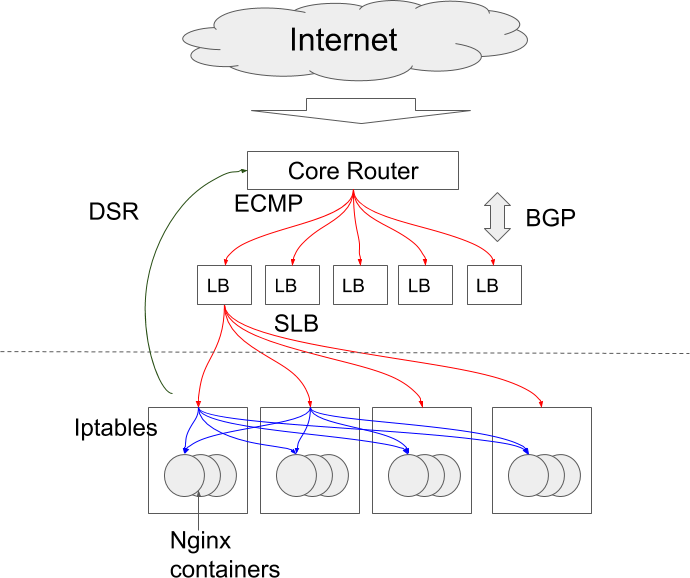 Internet
Core Router
ECMP
DSR
BGP
LB
LB
LB
LB
LB
SLB
Iptables
Nginx
containers